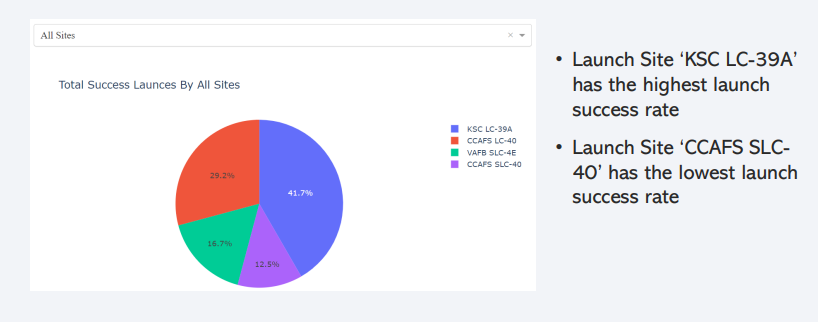 All Sites
×
Total Success Launces By All Sites
KSC LC-39A
CCAFS LC-40
VAFB SLC-4E
CCAFS SLC-40
29.2%
41.7%
16.7%
12.5%
• Launch Site ‘KSC LC-39A’
has the highest launch
success rate
• Launch Site ‘CCAFS SLC-
40’ has the lowest launch
success rate